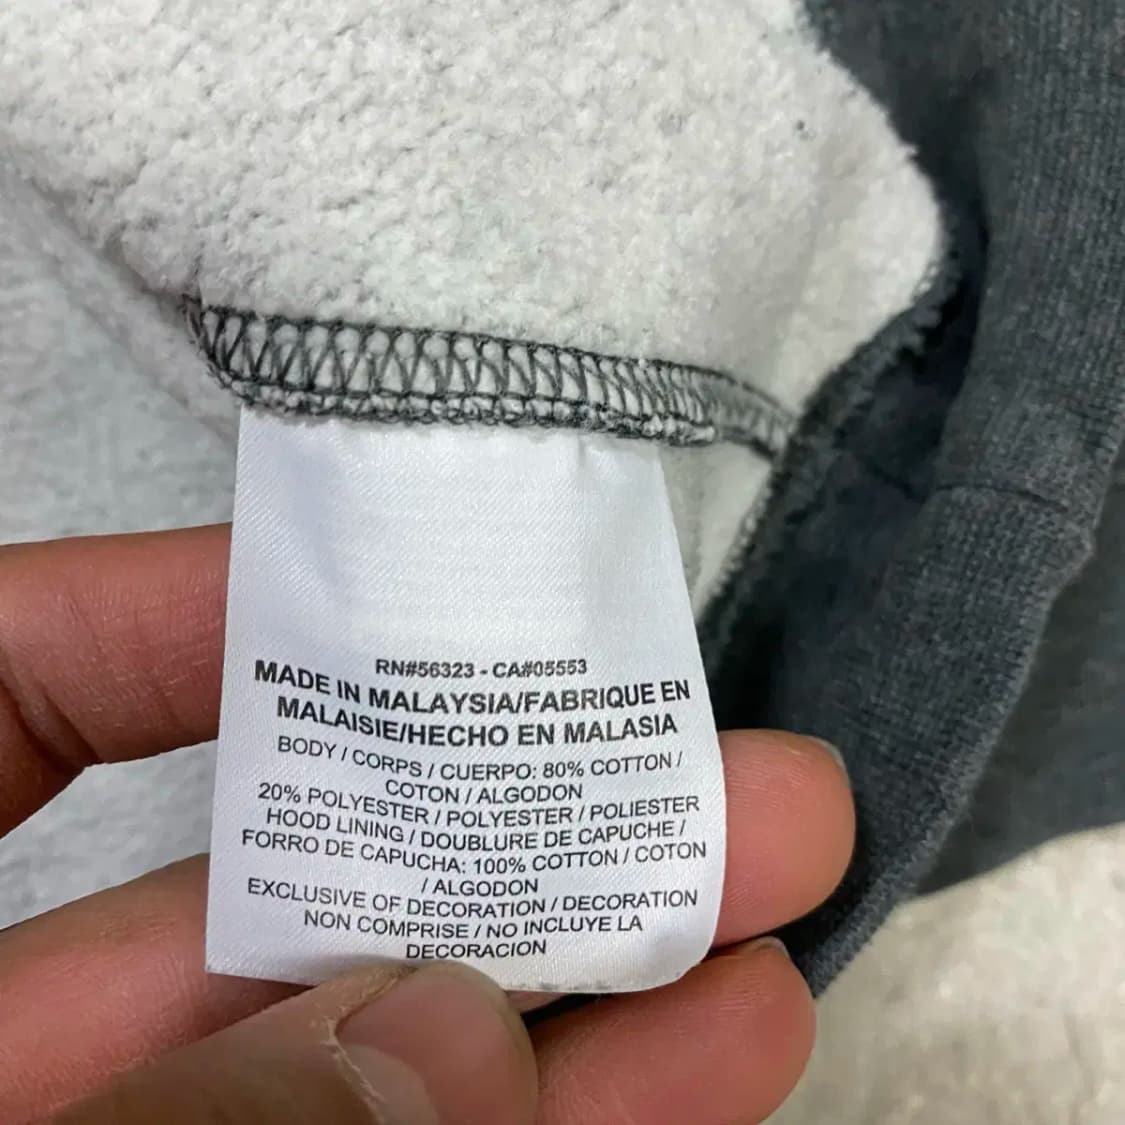 RN#56323 - CA#05553
MADE IN MALAYSIA/FABRIQUE EN
MALAISIE/HECHO EN MALASIA
BODY / CORPS / CUERPO: 80% COTTON /
COTON / ALGODON
20% POLYESTER / POLYESTER / POLIESTER
HOOD LINING / DOUBLURE DE CAPUCHE /
FORRO DE CAPUCHA: 100% COTTON / COTON
/ ALGODON
EXCLUSIVE OF DECORATION / DECORATION
NON COMPRISE / NO INCLUYE LA
DECORACION